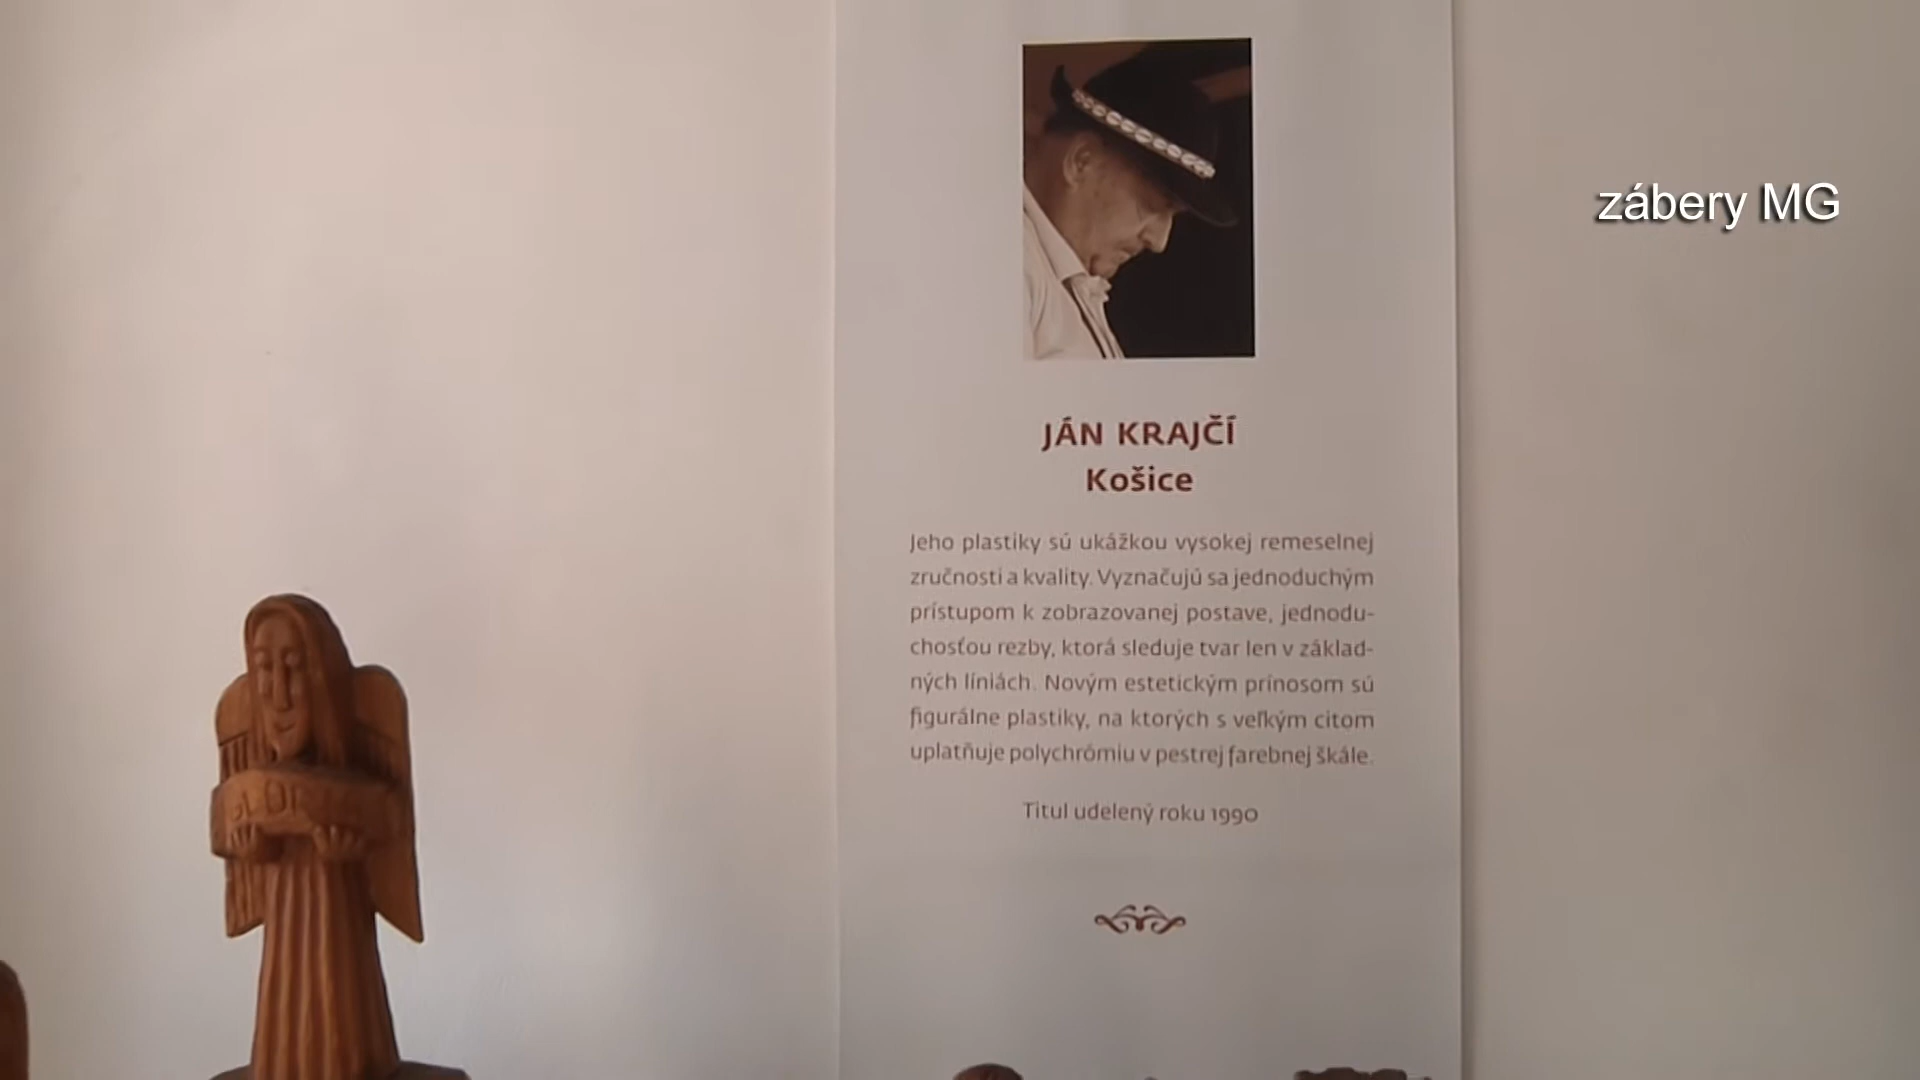 zábery MG
JÁN KRAJČÍ
Košice
Jeho plastiky sú ukážkou vysokej remeselnej
zručnosti a kvality. Vyznačujú sa jednoduchým
prístupom k zobrazovanej postave, jednodu-
chosťou rezby, ktorá sleduje tvar len v základ-
ných líniách. Novým estetickým prínosom sú
figurálne plastiky, na ktorých s veľkým citom
uplatňuje polychrómiu v pestrej farebnej škále.
Titul udelený roku 1990